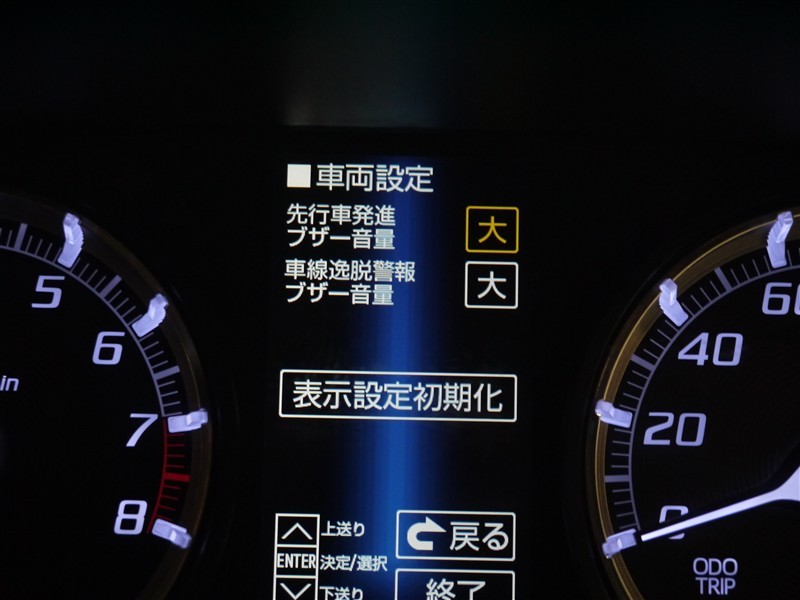 ■車両設定
先行車発進
ブザー音量
大
車線逸脱警報
ブザー音量
大
表示設定初期化
上送り
ENTER 決定/選択
下送り
戻る
終了
5
6
7
8
in
60
40
20
0
ODO
TRIP